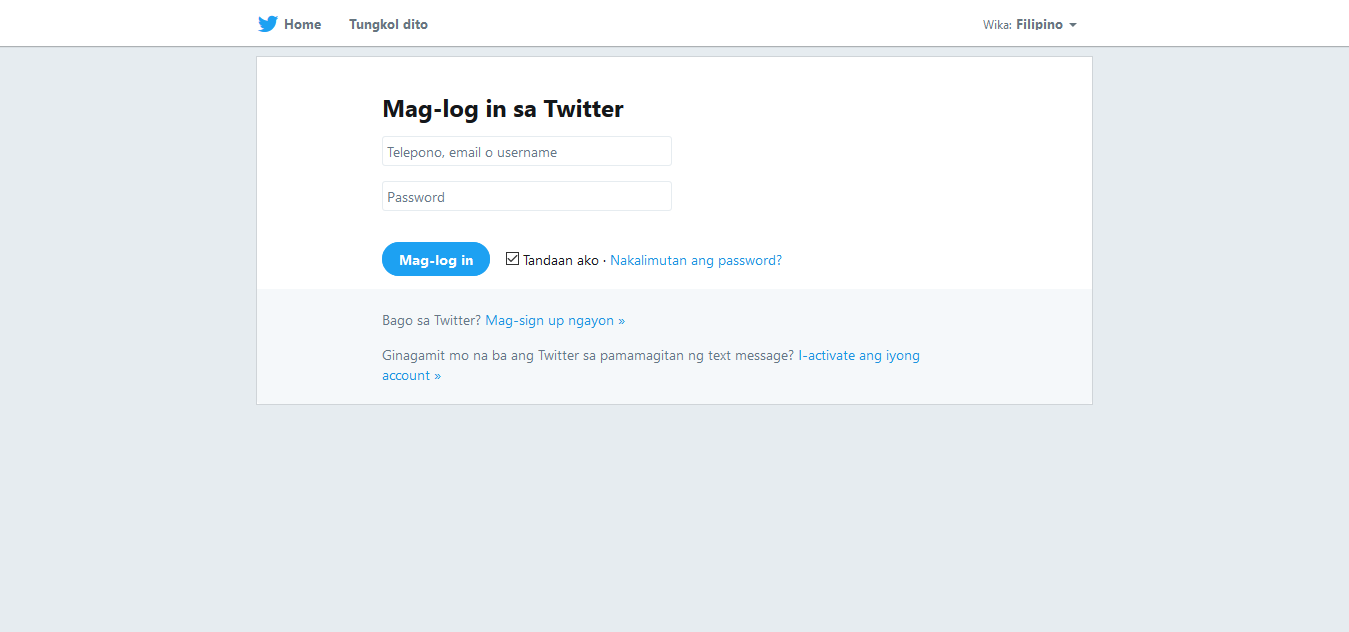 Home Tungkol dito Wika: Filipino
Mag-log in sa Twitter
Telepono, email o username
Password
Mag-log in Tandaan ako · Nakalimutan ang password?
Bago sa Twitter? Mag-sign up ngayon »
Ginagamit mo na ba ang Twitter sa pamamagitan ng text message? I-activate ang iyong
account »